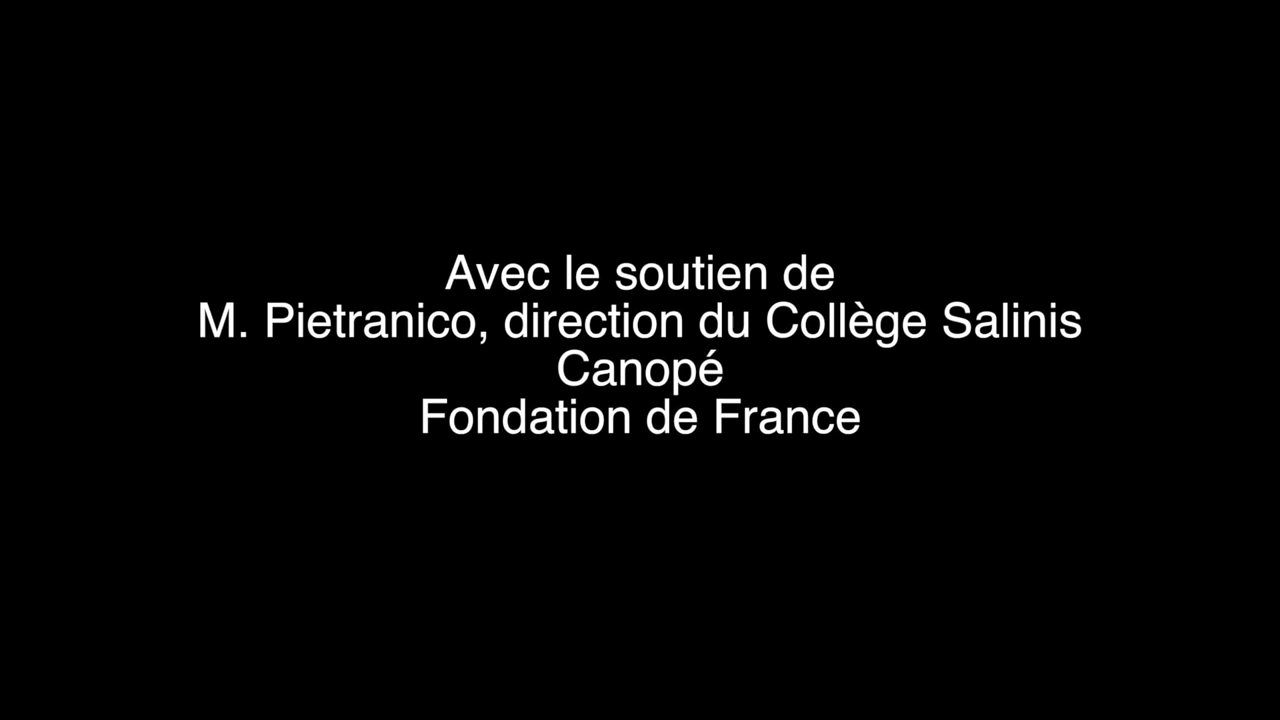 Avec le soutien de
M. Pietranico, direction du Collège Salinis
Canopé
Fondation de France